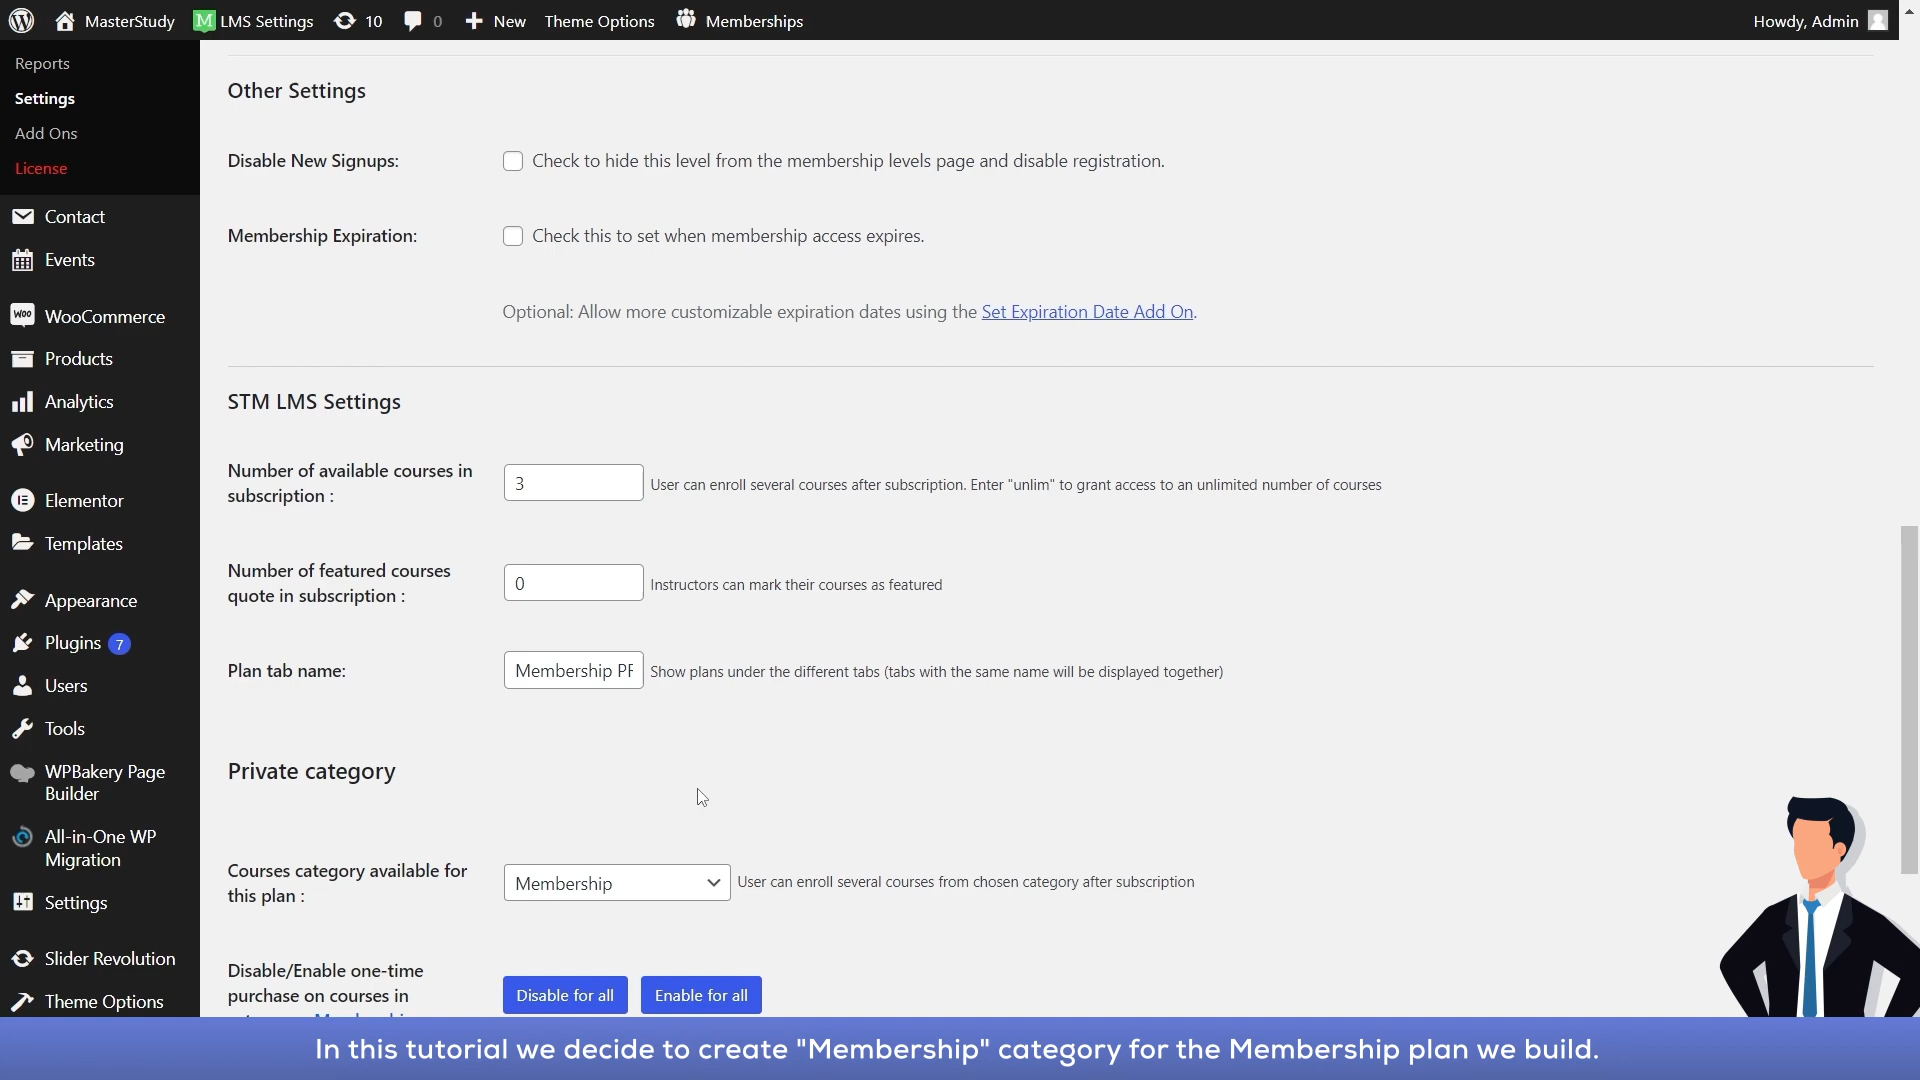 MasterStudy LMS Settings 10 0 New Theme Options Memberships Howdy, Admin
Reports
Settings
Add Ons
License
Contact
Events
WooCommerce
Products
Analytics
Marketing
Elementor
Templates
Appearance
Plugins 7
Users
Tools
WPBakery Page
Builder
All-in-One WP
Migration
Settings
Slider Revolution
Theme Options
Other Settings
Disable New Signups:
Check to hide this level from the membership levels page and disable registration.
Membership Expiration:
Check this to set when membership access expires.
Optional: Allow more customizable expiration dates using the Set Expiration Date Add On.
STM LMS Settings
Number of available courses in
subscription :
3
User can enroll several courses after subscription. Enter "unlim" to grant access to an unlimited number of courses
Number of featured courses
quote in subscription :
0
Instructors can mark their courses as featured
Plan tab name:
Membership
Show plans under the different tabs (tabs with the same name will be displayed together)
Private category
Courses category available for
this plan :
Membership
User can enroll several courses from chosen category after subscription
Disable/Enable one-time
purchase on courses in
Disable for all
Enable for all
In this tutorial we decide to create "Membership" category for the Membership plan we build.